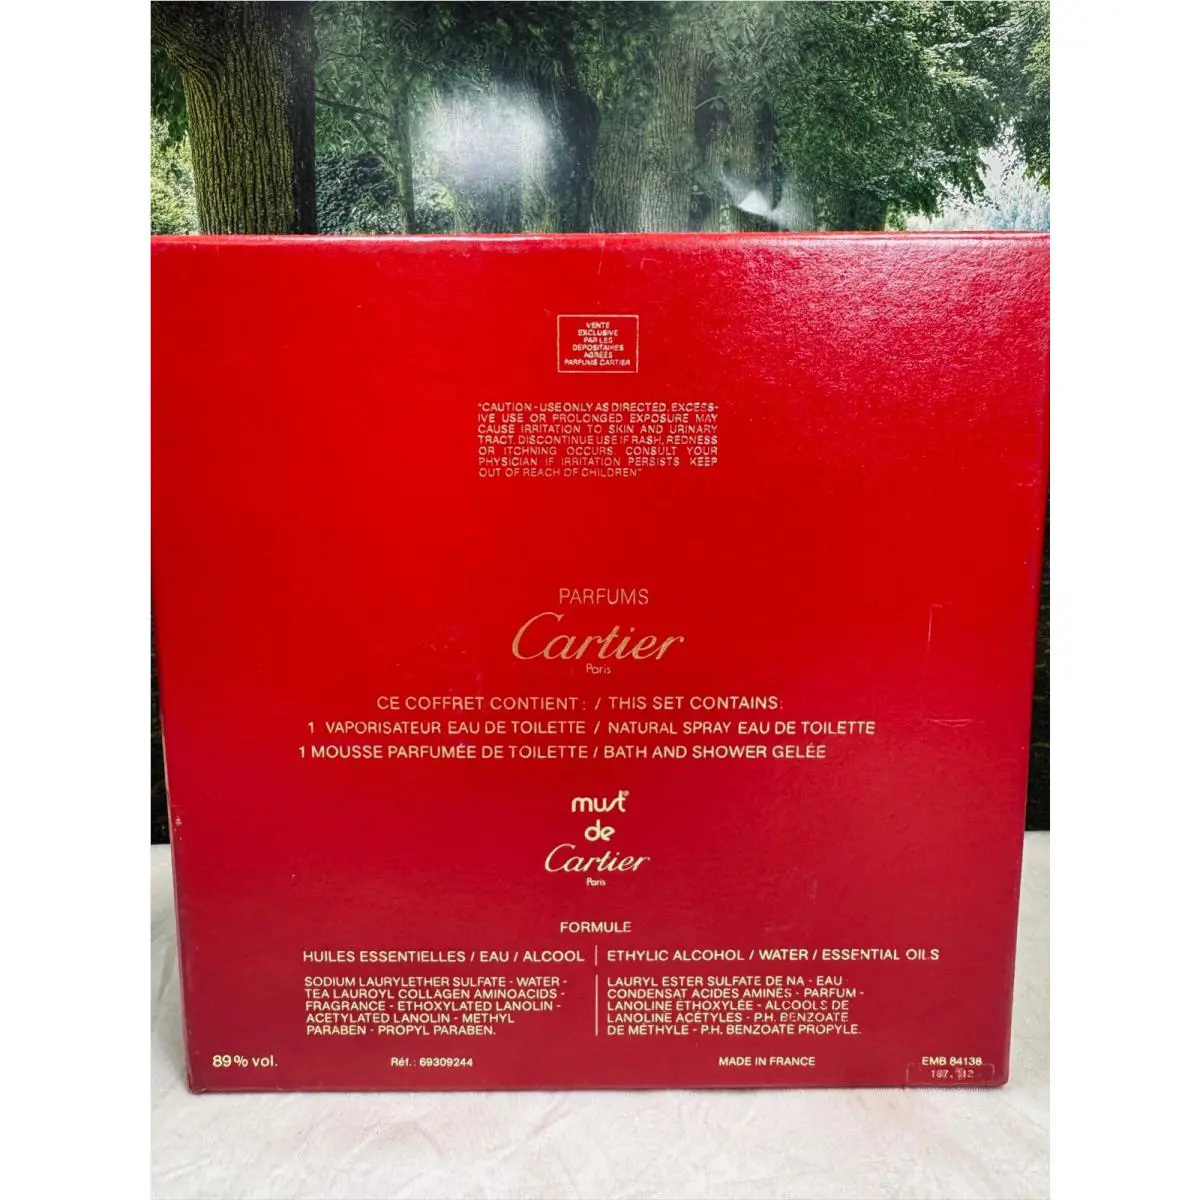 VENTE
EXCLUSIVE
PAR LES
DEPOSITAIRES
AGREES
PARFUMS CARTIER
"CAUTION - USE ONLY AS DIRECTED. EXCESS-
IVE USE OR PROLONGED EXPOSURE MAY
CAUSE IRRITATION TO SKIN AND URINARY
TRACT. DISCONTINUE USE IF RASH, REDNESS
OR ITCHNING OCCURS. CONSULT YOUR
PHYSICIAN IF IRRITATION PERSISTS KEEP
OUT OF REACH OF CHILDREN"
PARFUMS
Cartier
Paris
CE COFFRET CONTIENT : / THIS SET CONTAINS:
1 VAPORISATEUR EAU DE TOILETTE / NATURAL SPRAY EAU DE TOILETTE
1 MOUSSE PARFUMÉE DE TOILETTE / BATH AND SHOWER GELÉE
must®
de
Cartier
Paris
FORMULE
HUILES ESSENTIELLES / EAU / ALCOOL
SODIUM LAURYLETHER SULFATE - WATER -
TEA LAUROYL COLLAGEN AMINOACIDS -
FRAGRANCE - ETHOXYLATED LANOLIN -
ACETYLATED LANOLIN - METHYL
PARABEN - PROPYL PARABEN.
ETHYLIC ALCOHOL / WATER / ESSENTIAL OILS
LAURYL ESTER SULFATE DE NA - EAU -
CONDENSAT ACIDES AMINÉS - PARFUM -
LANOLINE ÉTHOXYLÉE - ALCOOLS DE
LANOLINE ACÉTYLES - P.H. BENZOATE
DE MÉTHYLE - P.H. BENZOATE PROPYLE.
89 % vol.
Réf. : 69309244
MADE IN FRANCE
EMB 84138